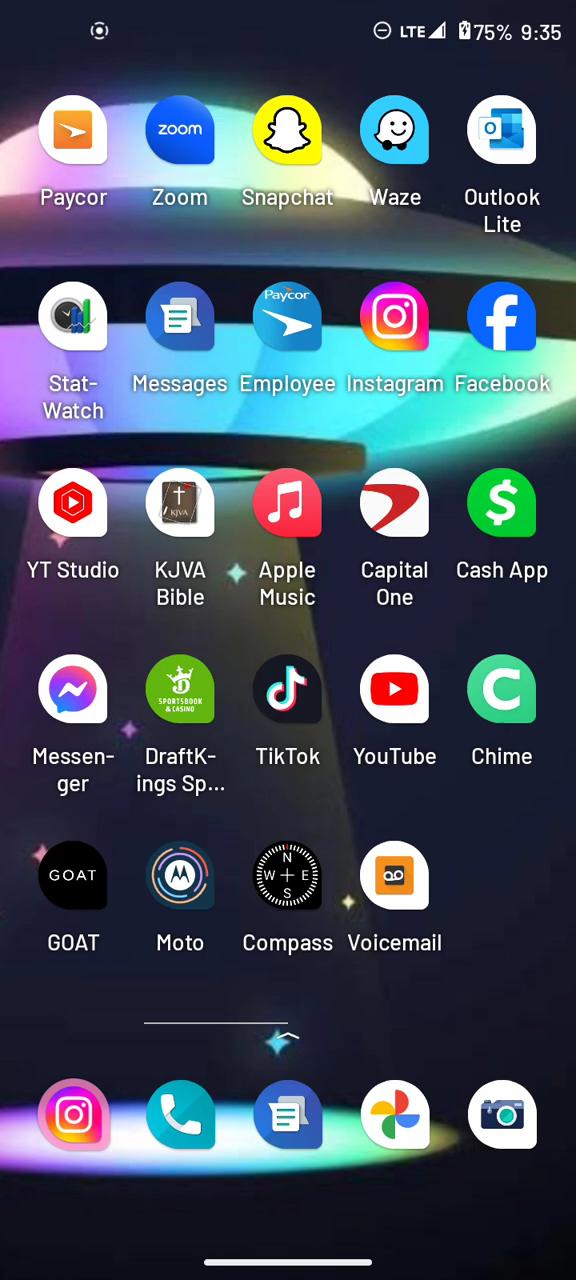 LTE 75% 9:35
zoom
Paycor Zoom Snapchat Waze Outlook
Lite
Paycor
Stat-
Watch
Messages Employee Instagram Facebook
KJVA
YT Studio KJVA
Bible
Apple
Music
Capital
One
Cash App
SPORTSBOOK
& CASINO
Messen-
ger
DraftK-
ings Sp...
TikTok YouTube Chime
GOAT
N
W E
S
GOAT Moto Compass Voicemail